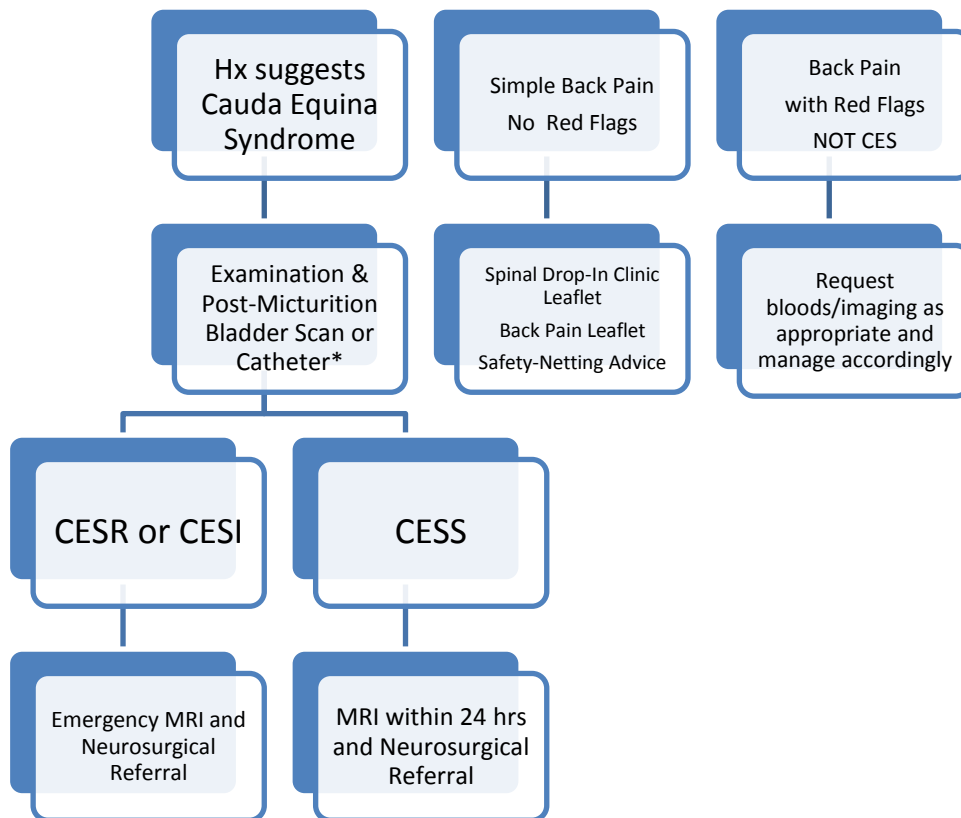 Hx suggests
Cauda Equina
Syndrome
Simple Back Pain
No Red Flags
Back Pain
with Red Flags
NOT CES
Examination &
Post-Micturition
Bladder Scan or
Catheter*
Spinal Drop-In Clinic
Leaflet
Back Pain Leaflet
Safety-Netting Advice
Request
bloods/imaging as
appropriate and
manage accordingly
CESR or CESI
CESS
Emergency MRI and
Neurosurgical
Referral
MRI within 24 hrs
and Neurosurgical
Referral